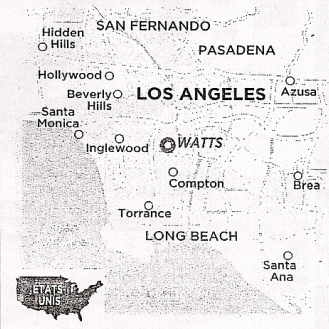 SAN FERNANDO
Hidden
Hills
PASADENA
Hollywood
Azusa
Beverly
Hills
LOS ANGELES
Santa
Monica
Inglewood
WATTS
Compton
Brea
Torrance
LONG BEACH
Santa
Ana
ÉTATS-
UNIS